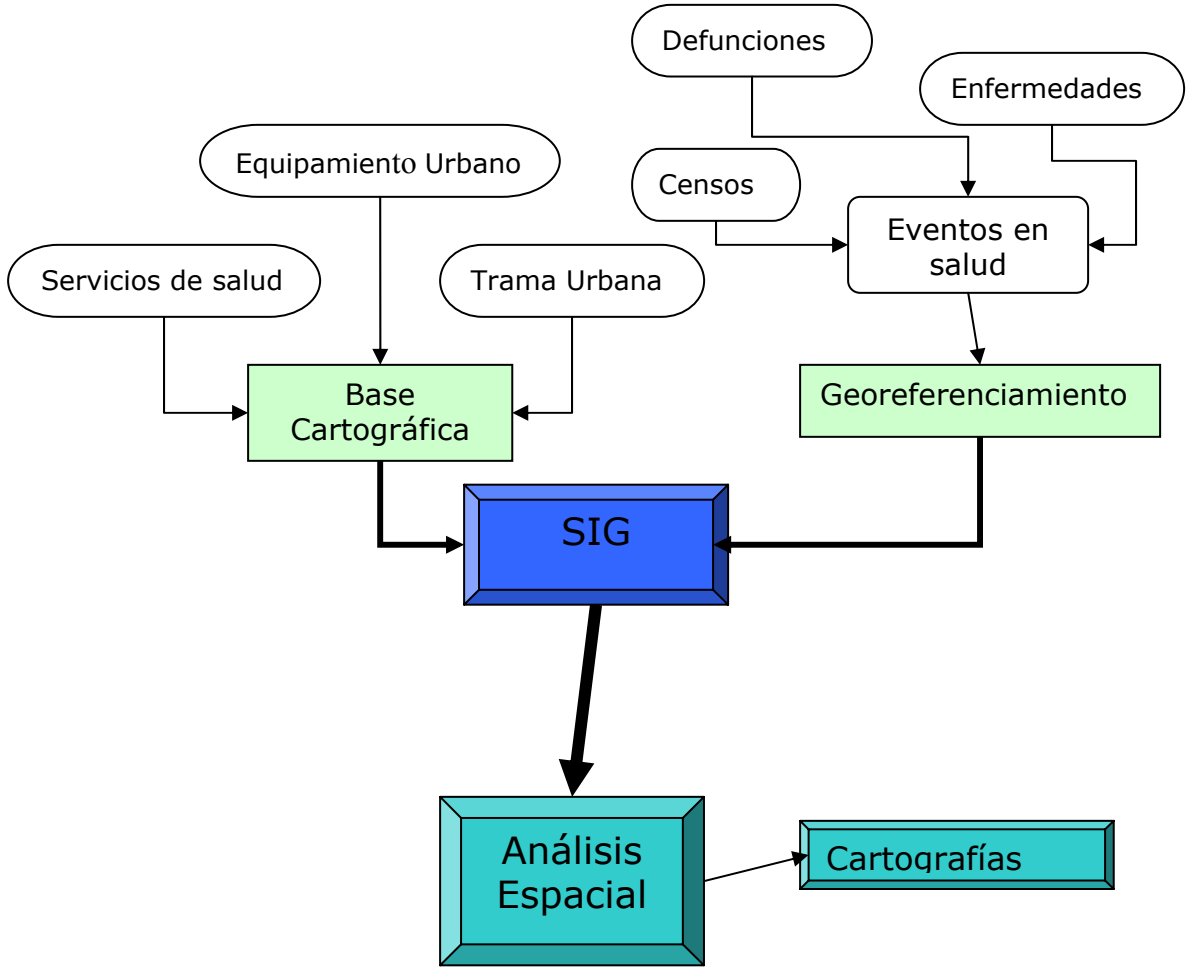 Defunciones
Enfermedades
Equipamiento Urbano
Censos
Eventos en
salud
Servicios de salud
Trama Urbana
Base
Cartográfica
Georeferenciamiento
SIG
Análisis
Espacial
Cartografías